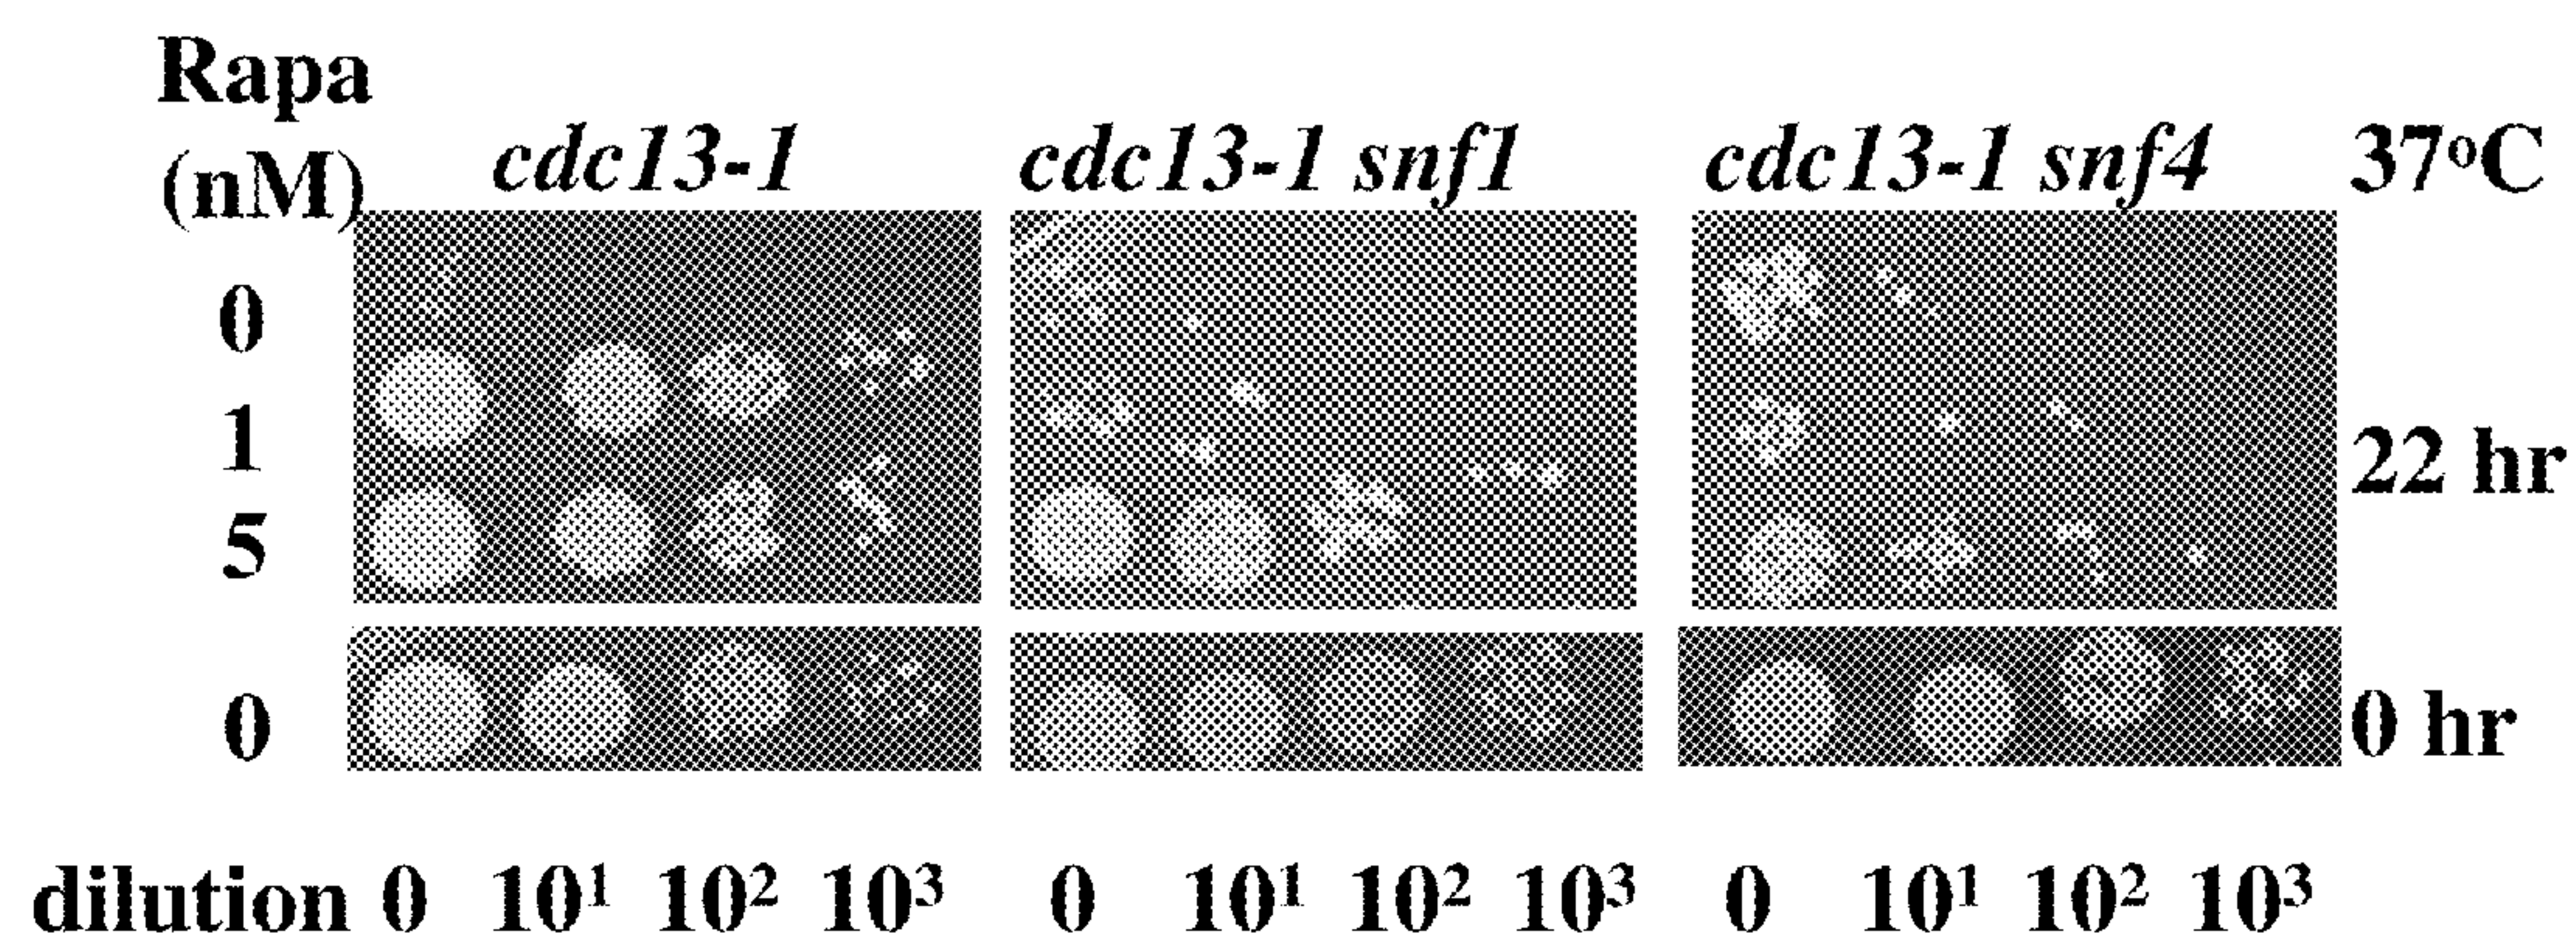 Rapa
(nM) cdc13-1 cdc13-1 snf1 cdc13-1 snf4 37°C
0
1
22 hr
5
0 0 hr
dilution 0 10¹ 10² 10³ 0 10¹ 10² 10³ 0 10¹ 10² 10³